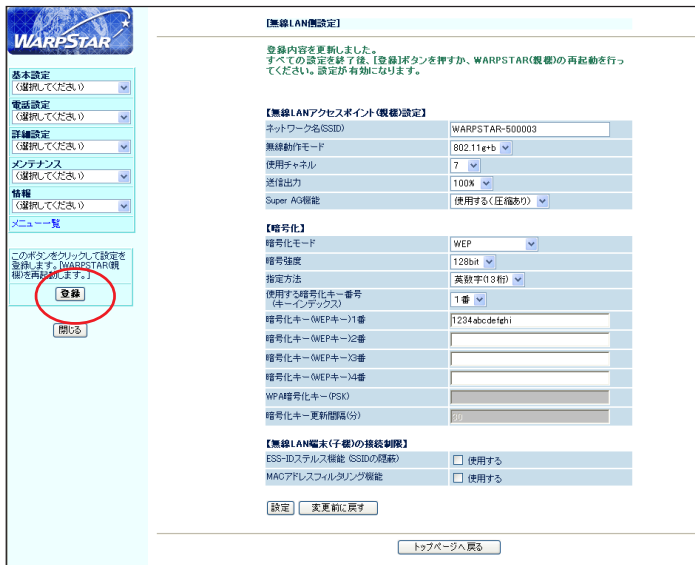 WARPSTAR
基本設定
(選択してください)
電話設定
(選択してください)
詳細設定
(選択してください)
メンテナンス
(選択してください)
情報
(選択してください)
メニュー一覧
このボタンをクリックして設定を
登録します。[WARPSTAR(親
機)を再起動します。]
登録
閉じる
[無線LAN側設定]
登録内容を更新しました。
すべての設定を終了後、[登録]ボタンを押すか、WARPSTAR(親機)の再起動を行っ
てください。設定が有効になります。
【無線LANアクセスポイント(親機)設定】
ネットワーク名(SSID) WARPSTAR-500003
無線動作モード 802.11g+b
使用チャネル 7
送信出力 100%
Super AG機能 使用する(圧縮あり)
【暗号化】
暗号化モード WEP
暗号強度 128bit
指定方法 英数字(13桁)
使用する暗号化キー番号
(キーインデックス) 1番
暗号化キー(WEPキー)1番 1234abcdefghi
暗号化キー(WEPキー)2番
暗号化キー(WEPキー)3番
暗号化キー(WEPキー)4番
WPA暗号化キー(PSK)
暗号化キー更新間隔(分) 30
【無線LAN端末(子機)の接続制限】
ESS-IDステルス機能 (SSIDの隠蔽) 使用する
MACアドレスフィルタリング機能 使用する
設定 変更前に戻す
トップページへ戻る